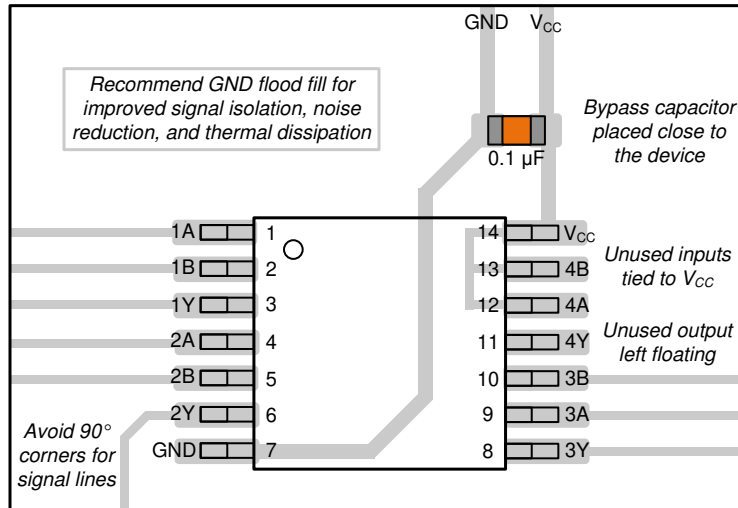 GND V_CC
Recommend GND flood fill for
improved signal isolation, noise
reduction, and thermal dissipation
Bypass capacitor
placed close to
the device
0.1 µF
1A 1 14 V_CC
1B 2 13 4B
1Y 3 12 4A
2A 4 11 4Y
2B 5 10 3B
2Y 6 9 3A
GND 7 8 3Y
Unused inputs
tied to V_CC
Unused output
left floating
Avoid 90°
corners for
signal lines